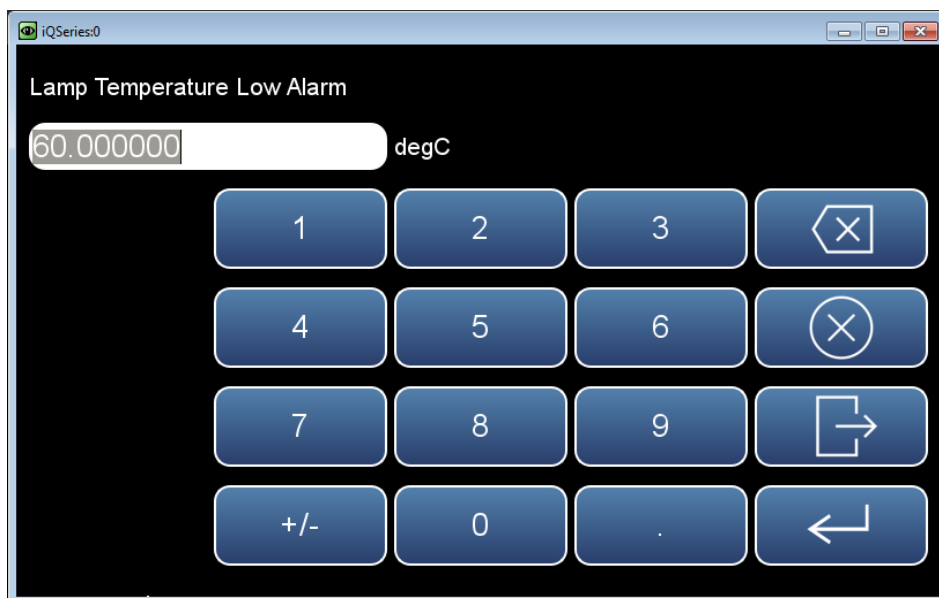 iQSeries:0
Lamp Temperature Low Alarm
60.000000 degC
1 2 3
4 5 6
7 8 9
+/- 0 .